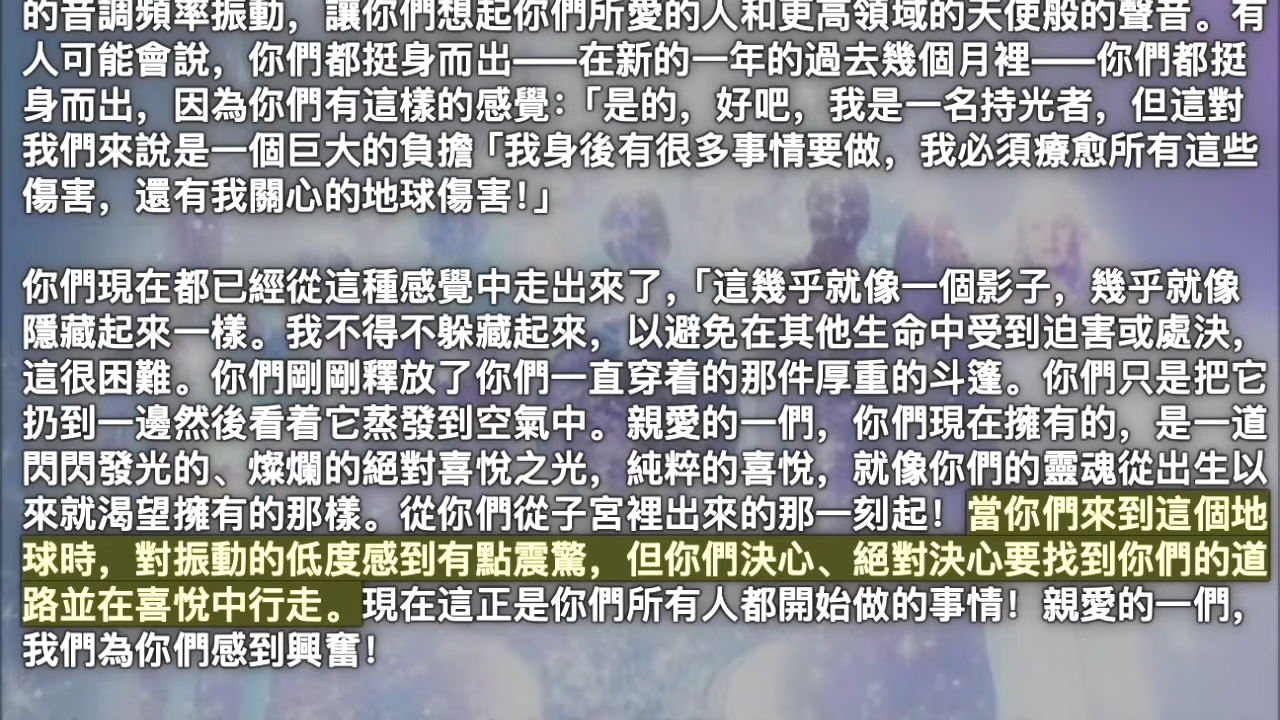 的音調頻率振動，讓你們想起你們所愛的人和更高領域的天使般的聲音。有
人可能會說，你們都挺身而出——在新的一年的過去幾個月裡——你們都挺
身而出，因為你們有這樣的感覺：「是的，好吧，我是一名持光者，但這對
我們來說是一個巨大的負擔「我身後有很多事情要做，我必須療愈所有這些
傷害，還有我關心的地球傷害！」
你們現在都已經從這種感覺中走出來了，「這幾乎就像一個影子，幾乎就像
隱藏起來一樣。我不得不躲藏起來，以避免在其他生命中受到迫害或處決，
這很困難。你們剛剛釋放了你們一直穿着的那件厚重的斗篷。你們只是把它
扔到一邊然後看着它蒸發到空氣中。親愛的一們，你們現在擁有的，是一道
閃閃發光的、燦爛的絕對喜悅之光，純粹的喜悅，就像你們的靈魂從出生以
來就渴望擁有的那樣。從你們從子宮裡出來的那一刻起！當你們來到這個地
球時，對振動的低度感到有點震驚，但你們決心、絕對決心要找到你們的道
路並在喜悅中行走。現在這正是你們所有人都開始做的事情！親愛的一們，
我們為你們感到興奮！